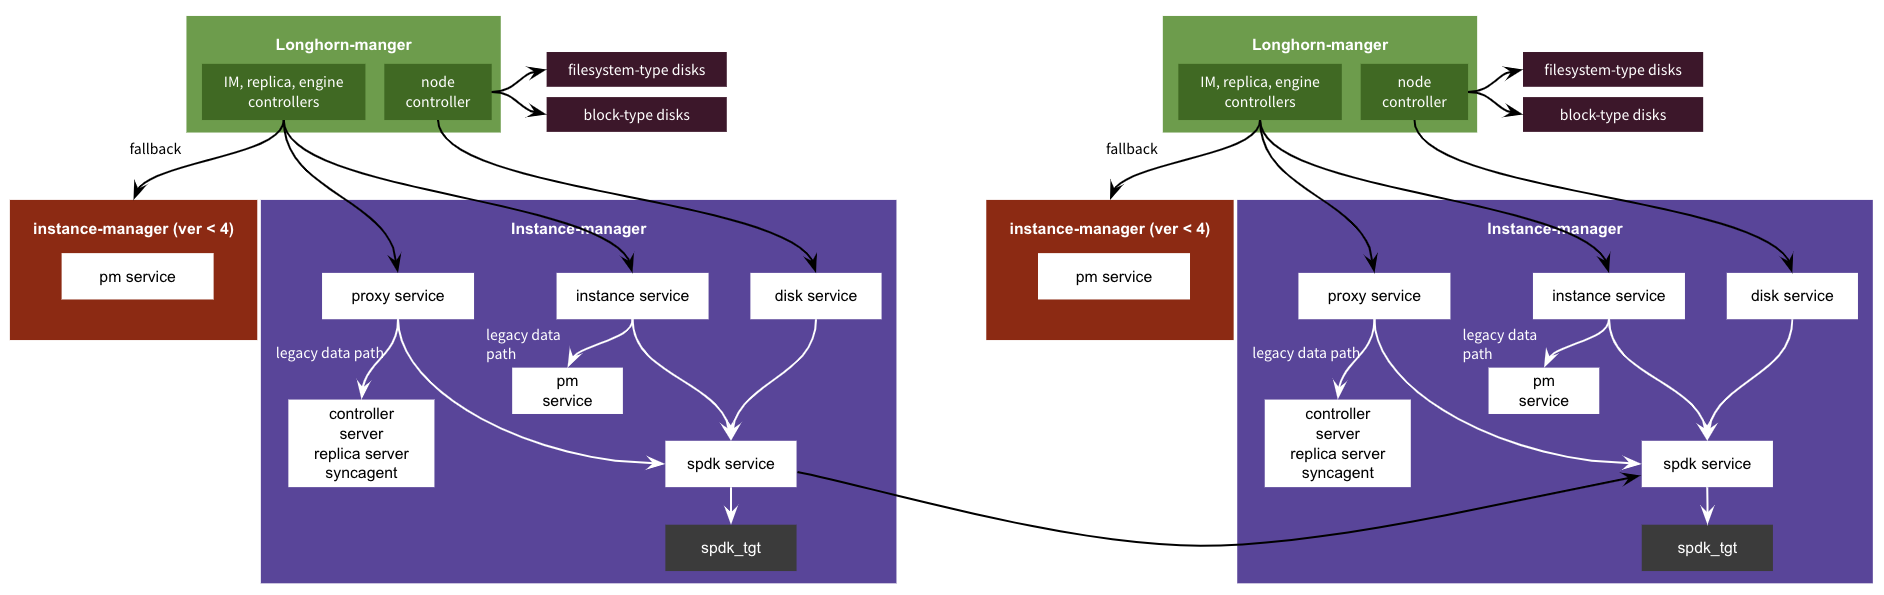 Longhorn-manger
IM, replica, engine
controllers
node
controller
filesystem-type disks
block-type disks
fallback
instance-manager (ver < 4)
pm service
Instance-manager
proxy service
instance service
disk service
legacy data path
legacy data
path
pm
service
controller
server
replica server
syncagent
spdk service
spdk_tgt
Longhorn-manger
IM, replica, engine
controllers
node
controller
filesystem-type disks
block-type disks
fallback
instance-manager (ver < 4)
pm service
Instance-manager
proxy service
instance service
disk service
legacy data path
legacy data
path
pm
service
controller
server
replica server
syncagent
spdk service
spdk_tgt